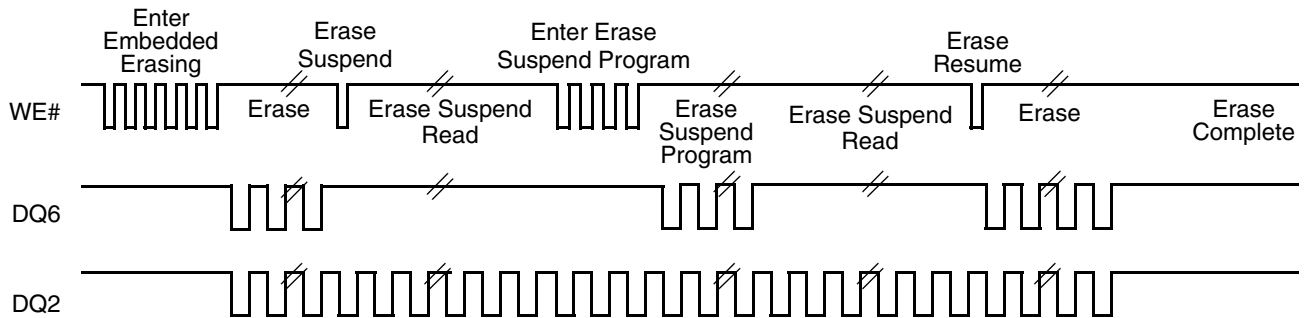 Enter
Embedded
Erasing
Erase
Suspend
Enter Erase
Suspend Program
Erase
Resume
WE#
Erase
Erase Suspend
Read
Erase
Suspend
Program
Erase Suspend
Read
Erase
Erase
Complete
DQ6
DQ2